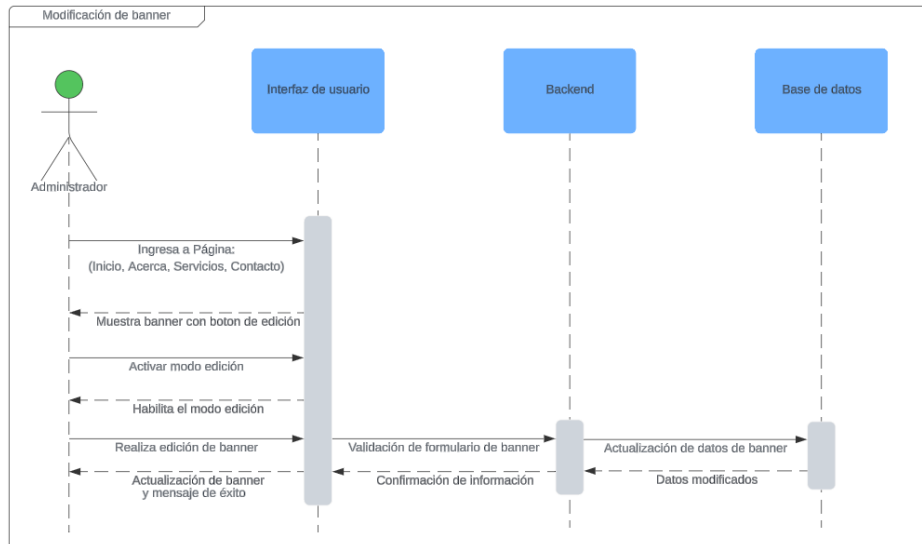 Modificación de banner
Interfaz de usuario
Backend
Base de datos
Administrador
Ingresa a Página:
(Inicio, Acerca, Servicios, Contacto)
Muestra banner con boton de edición
Activar modo edición
Habilita el modo edición
Realiza edición de banner
Validación de formulario de banner
Actualización de datos de banner
Actualización de banner
y mensaje de éxito
Confirmación de información
Datos modificados